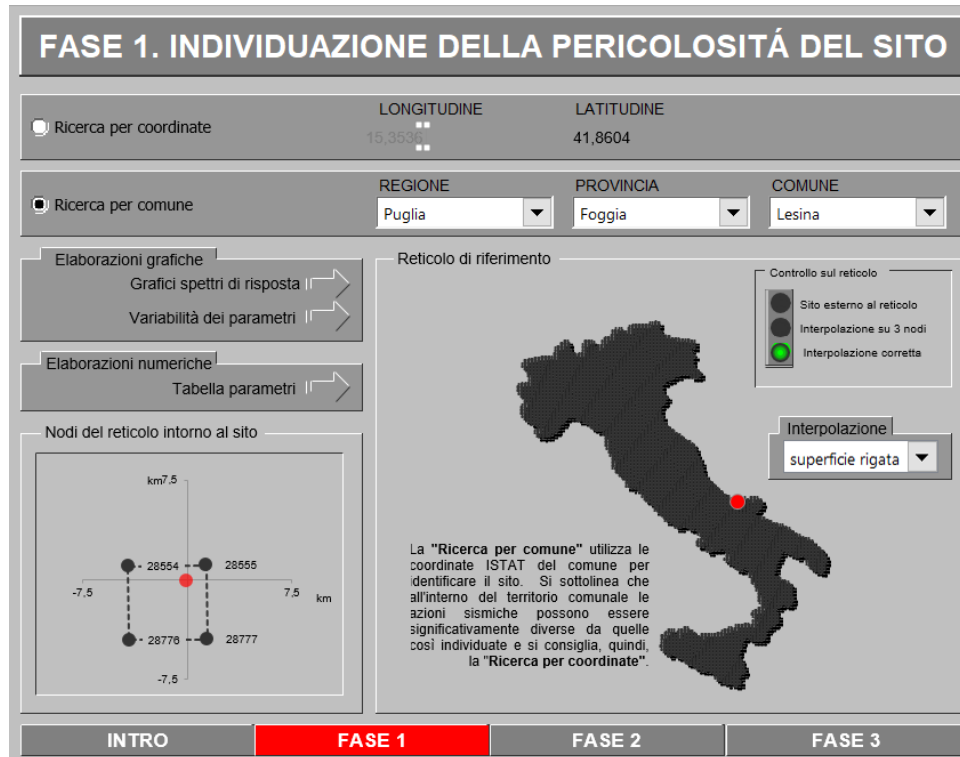 FASE 1. INDIVIDUAZIONE DELLA PERICOLOSITÁ DEL SITO
LONGITUDINE
LATITUDINE
Ricerca per coordinate
15,3536
41,8604
REGIONE
PROVINCIA
COMUNE
Ricerca per comune
Puglia
Foggia
Lesina
Elaborazioni grafiche
Grafici spettri di risposta
Variabilità dei parametri
Elaborazioni numeriche
Tabella parametri
Nodi del reticolo intorno al sito
km7,5
28554
28555
-7,5
7,5
km
28776
28777
-7,5
Reticolo di riferimento
Controllo sul reticolo
Sito esterno al reticolo
Interpolazione su 3 nodi
Interpolazione corretta
Interpolazione
superficie rigata
La "Ricerca per comune" utilizza le
coordinate ISTAT del comune per
identificare il sito. Si sottolinea che
all'interno del territorio comunale le
azioni sismiche possono essere
significativamente diverse da quelle
così individuate e si consiglia, quindi,
la "Ricerca per coordinate".
INTRO
FASE 1
FASE 2
FASE 3